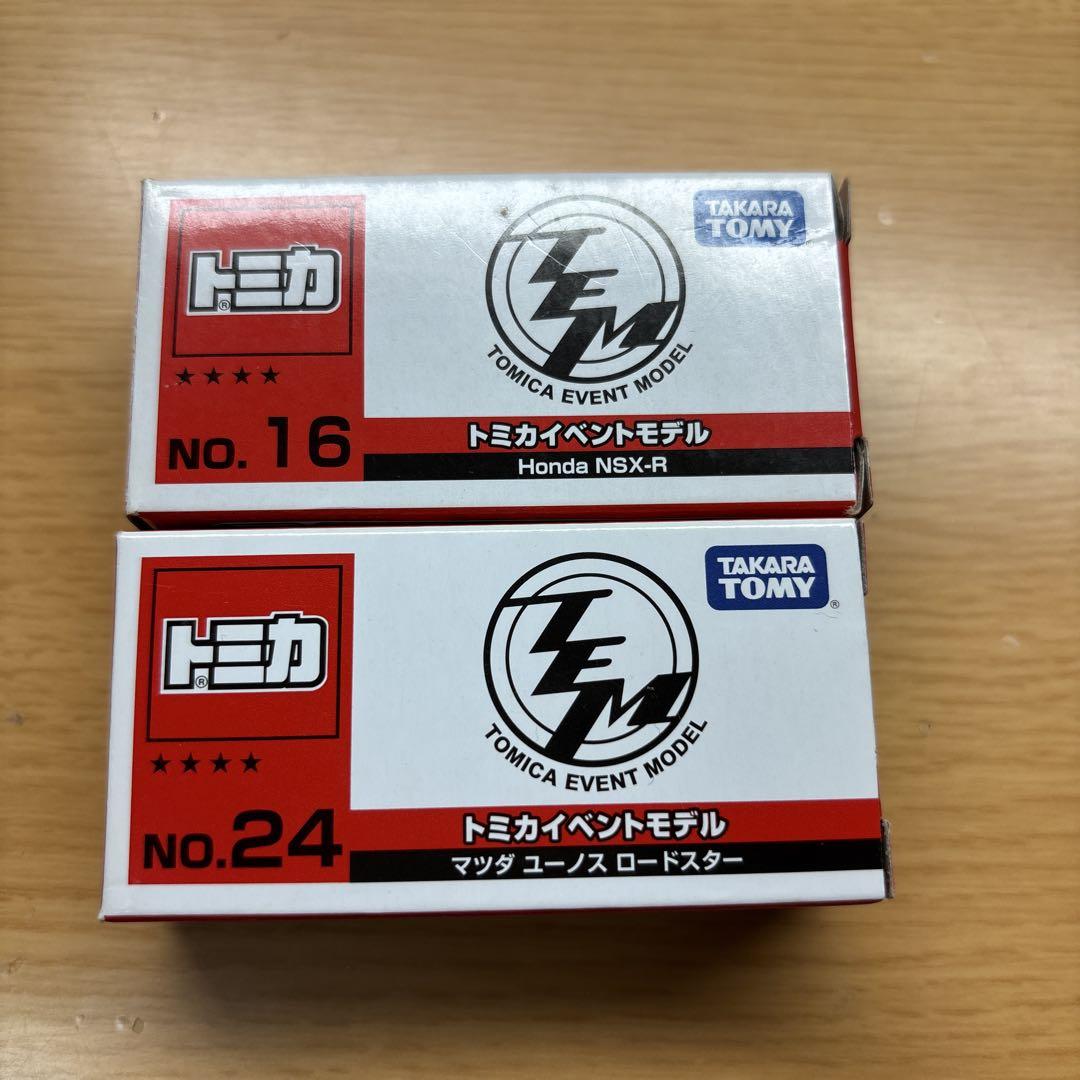 トミカ®
★★★★
NO. 16
TEM
TOMICA EVENT MODEL
TAKARA
TOMY
トミカイベントモデル
Honda NSX-R
トミカ®
★★★★
NO.24
TEM
TOMICA EVENT MODEL
TAKARA
TOMY®
トミカイベントモデル
マツダ ユーノス ロードスター